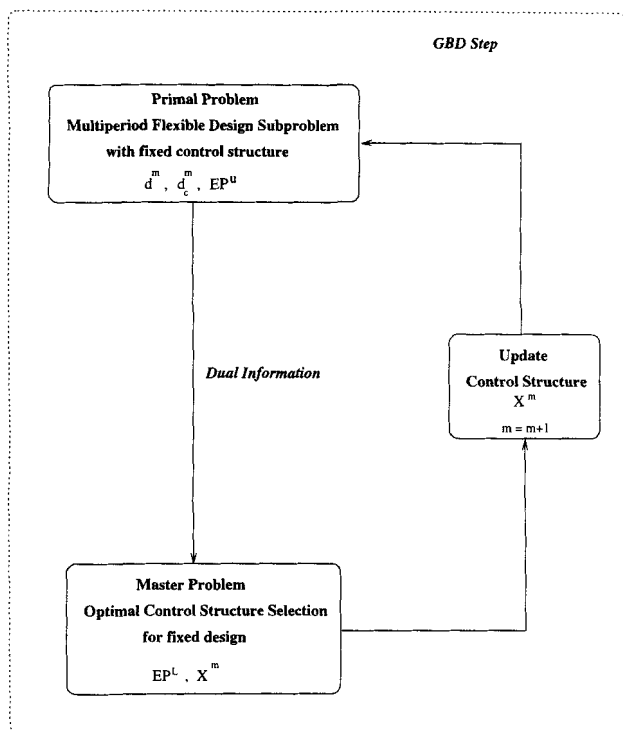 GBD Step
Primal Problem
Multiperiod Flexible Design Subproblem
with fixed control structure
d^m , d_c^m , EP^U
Dual Information
Update
Control Structure
X^m
m = m+1
Master Problem
Optimal Control Structure Selection
for fixed design
EP^L , X^m